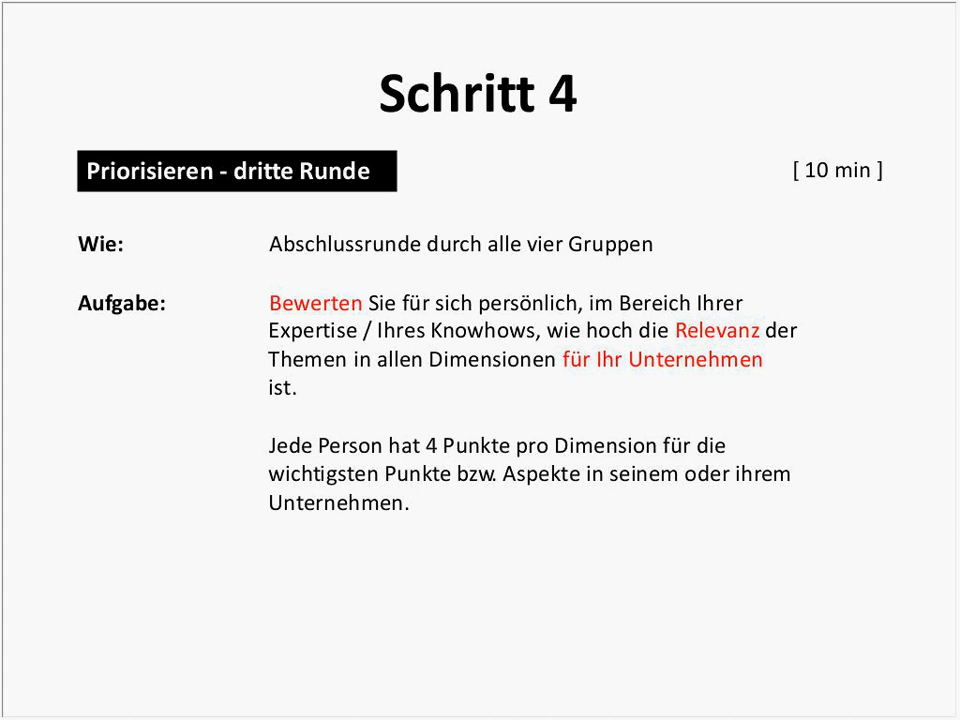 Schritt 4
Priorisieren - dritte Runde
[ 10 min ]
Wie: Abschlussrunde durch alle vier Gruppen
Aufgabe: Bewerten Sie für sich persönlich, im Bereich Ihrer
Expertise / Ihres Knowhows, wie hoch die Relevanz der
Themen in allen Dimensionen für Ihr Unternehmen
ist.
Jede Person hat 4 Punkte pro Dimension für die
wichtigsten Punkte bzw. Aspekte in seinem oder ihrem
Unternehmen.